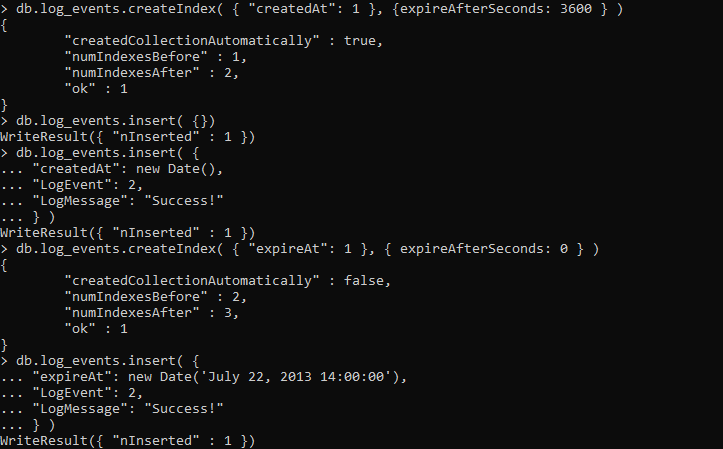 > db.log_events.createIndex( { "createdAt": 1 }, {expireAfterSeconds: 3600 } )
{
        "createdCollectionAutomatically" : true,
        "numIndexesBefore" : 1,
        "numIndexesAfter" : 2,
        "ok" : 1
}
> db.log_events.insert( {})
WriteResult({ "nInserted" : 1 })
> db.log_events.insert( {
... "createdAt": new Date(),
... "LogEvent": 2,
... "LogMessage": "Success!"
... } )
WriteResult({ "nInserted" : 1 })
> db.log_events.createIndex( { "expireAt": 1 }, { expireAfterSeconds: 0 } )
{
        "createdCollectionAutomatically" : false,
        "numIndexesBefore" : 2,
        "numIndexesAfter" : 3,
        "ok" : 1
}
> db.log_events.insert( {
... "expireAt": new Date('July 22, 2013 14:00:00'),
... "LogEvent": 2,
... "LogMessage": "Success!"
... } )
WriteResult({ "nInserted" : 1 })